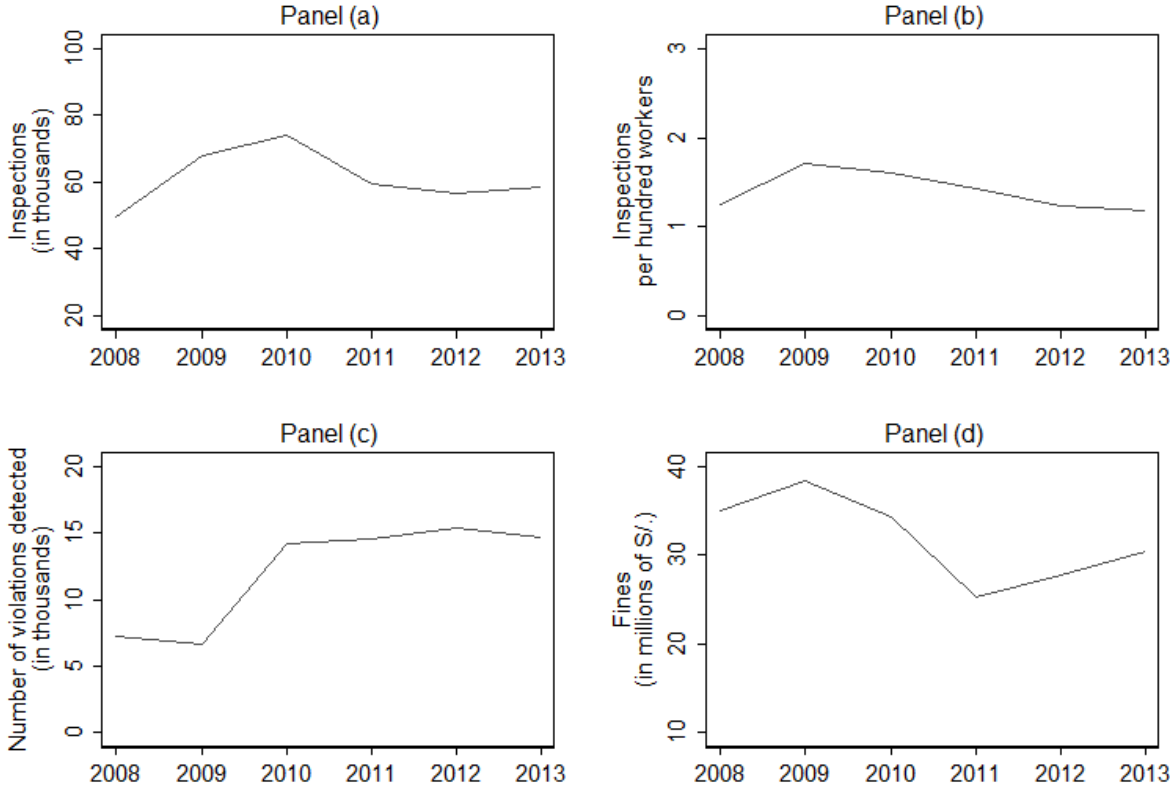 Panel (a)
Inspections
(in thousands)
100
80
60
40
20
2008 2009 2010 2011 2012 2013
Panel (b)
Inspections
per hundred workers
3
2
1
0
2008 2009 2010 2011 2012 2013
Panel (c)
Number of violations detected
(in thousands)
20
15
10
5
0
2008 2009 2010 2011 2012 2013
Panel (d)
Fines
(in millions of S/.)
40
30
20
10
2008 2009 2010 2011 2012 2013